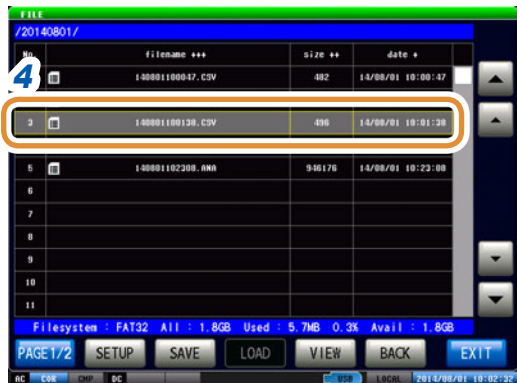 FILE
/20140801/
No. filename +++ size ++ date +
4
140801100047.CSV 482 14/08/01 10:00:47
3 140801100138.CSV 496 14/08/01 10:01:38
5 140801102308.ANA 946176 14/08/01 10:23:08
6
7
8
9
10
11
Filesystem : FAT32 All : 1.8GB Used : 5.7MB 0.3% Avail : 1.8GB
PAGE1/2 SETUP SAVE LOAD VIEW BACK EXIT
AC COR CMP DC USB LOCAL 2014/08/01 10:02:32